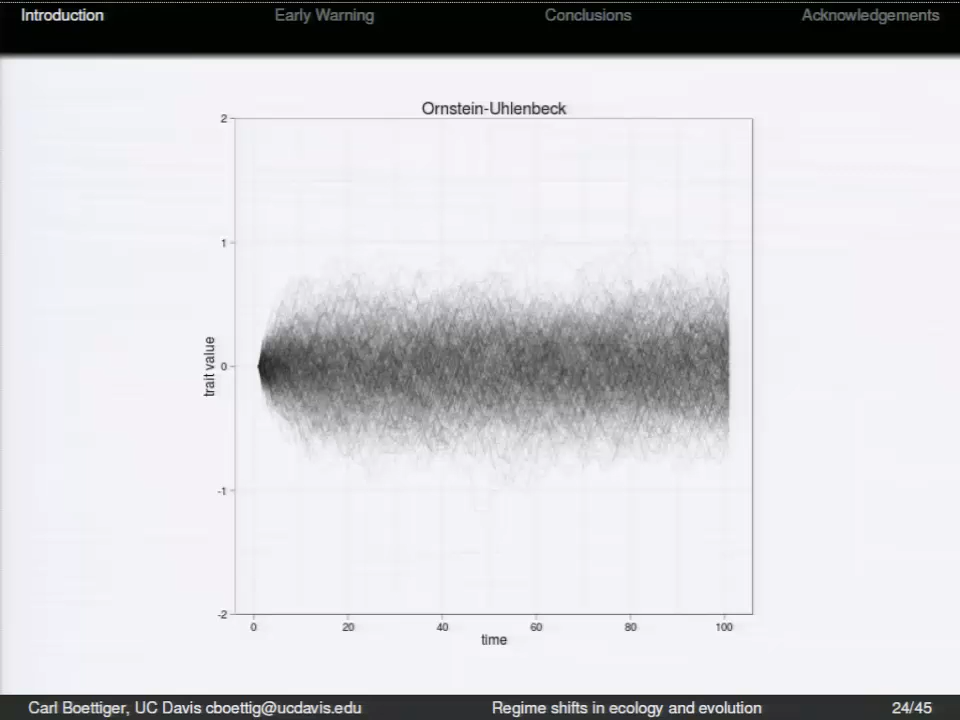 Introduction Early Warning Conclusions Acknowledgements
Ornstein-Uhlenbeck
2
1
0
-1
-2
trait value
0 20 40 60 80 100
time
Carl Boettiger, UC Davis cboettig@ucdavis.edu Regime shifts in ecology and evolution 24/45